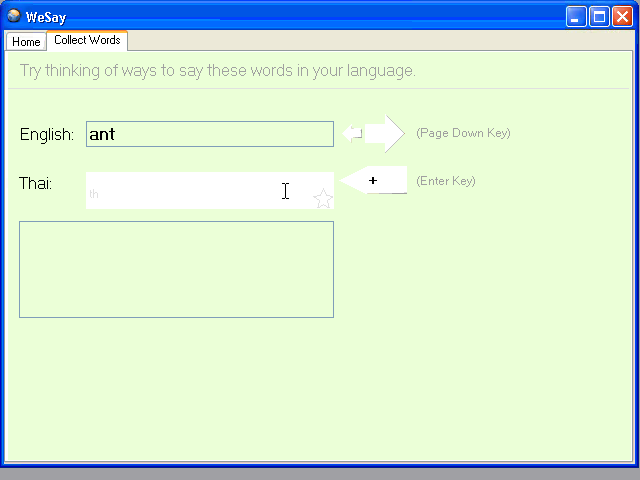 WeSay
Home
Collect Words
Try thinking of ways to say these words in your language.
English: ant (Page Down Key)
Thai: th + (Enter Key)